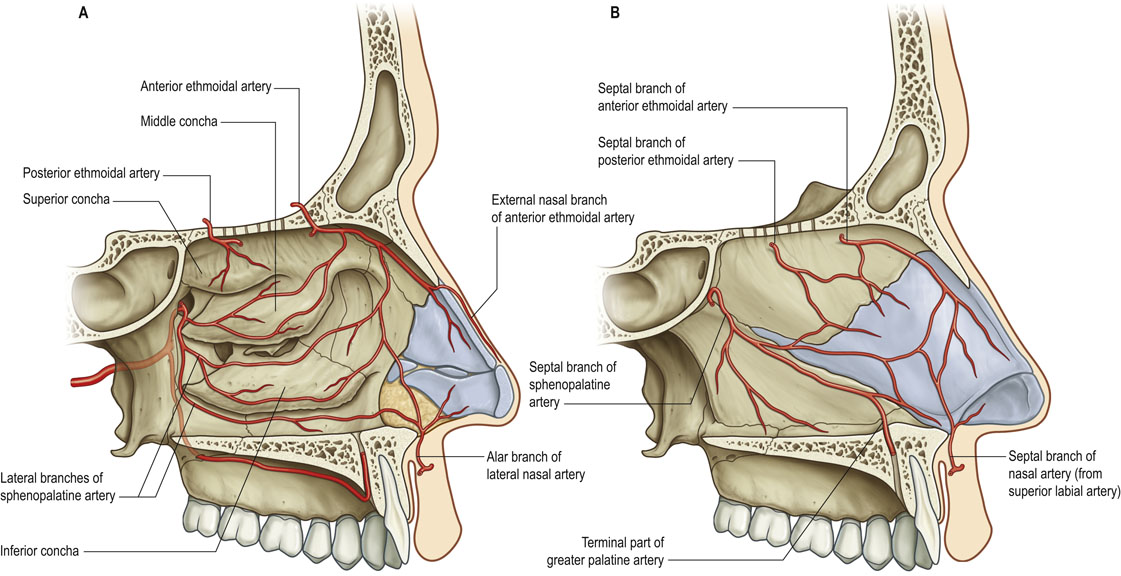 A
Anterior ethmoidal artery
Middle concha
Posterior ethmoidal artery
Superior concha
External nasal branch
of anterior ethmoidal artery
Alar branch of
lateral nasal artery
Lateral branches of
sphenopalatine artery
Inferior concha
B
Septal branch of
anterior ethmoidal artery
Septal branch of
posterior ethmoidal artery
Septal branch of
sphenopalatine
artery
Septal branch of
nasal artery (from
superior labial artery)
Terminal part of
greater palatine artery